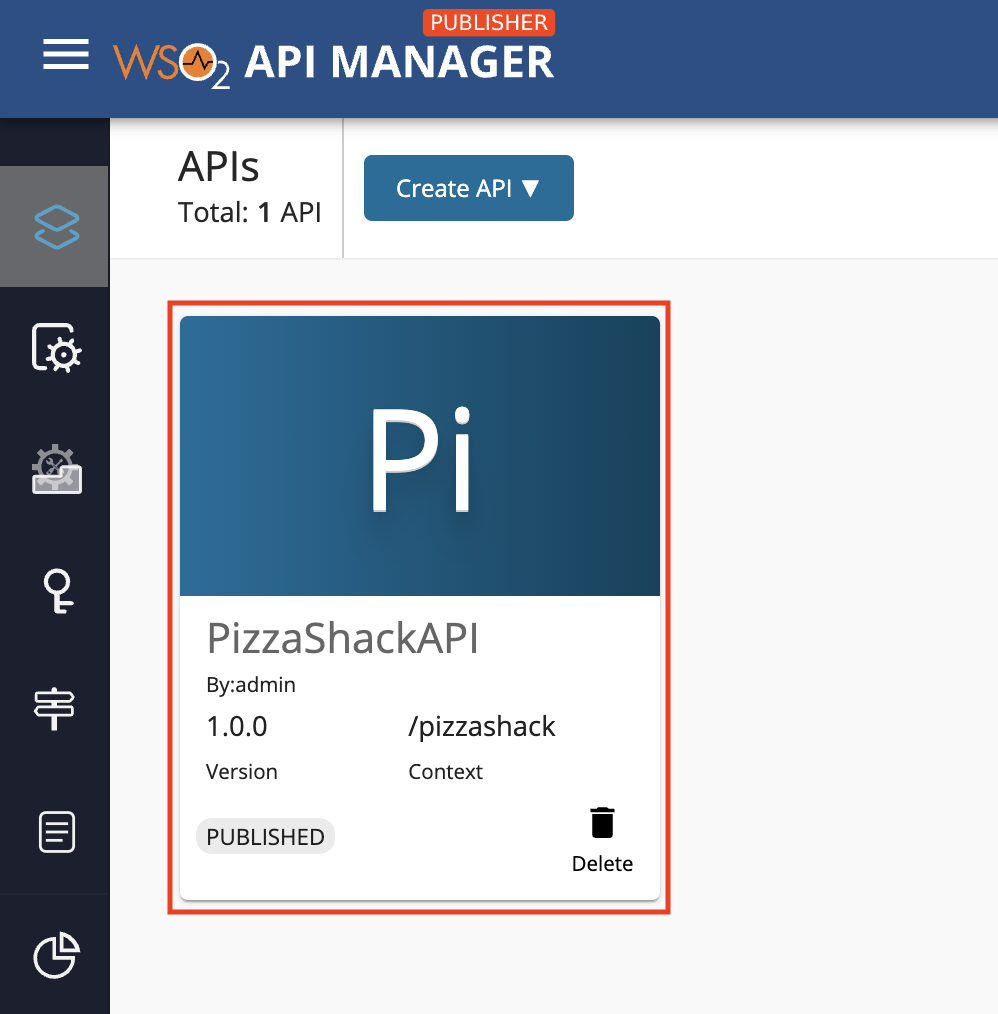 PUBLISHER
WSO2 API MANAGER
APIs
Total: 1 API
Create API ▼
Pi
PizzaShackAPI
By:admin
1.0.0 /pizzashack
Version Context
PUBLISHED
Delete